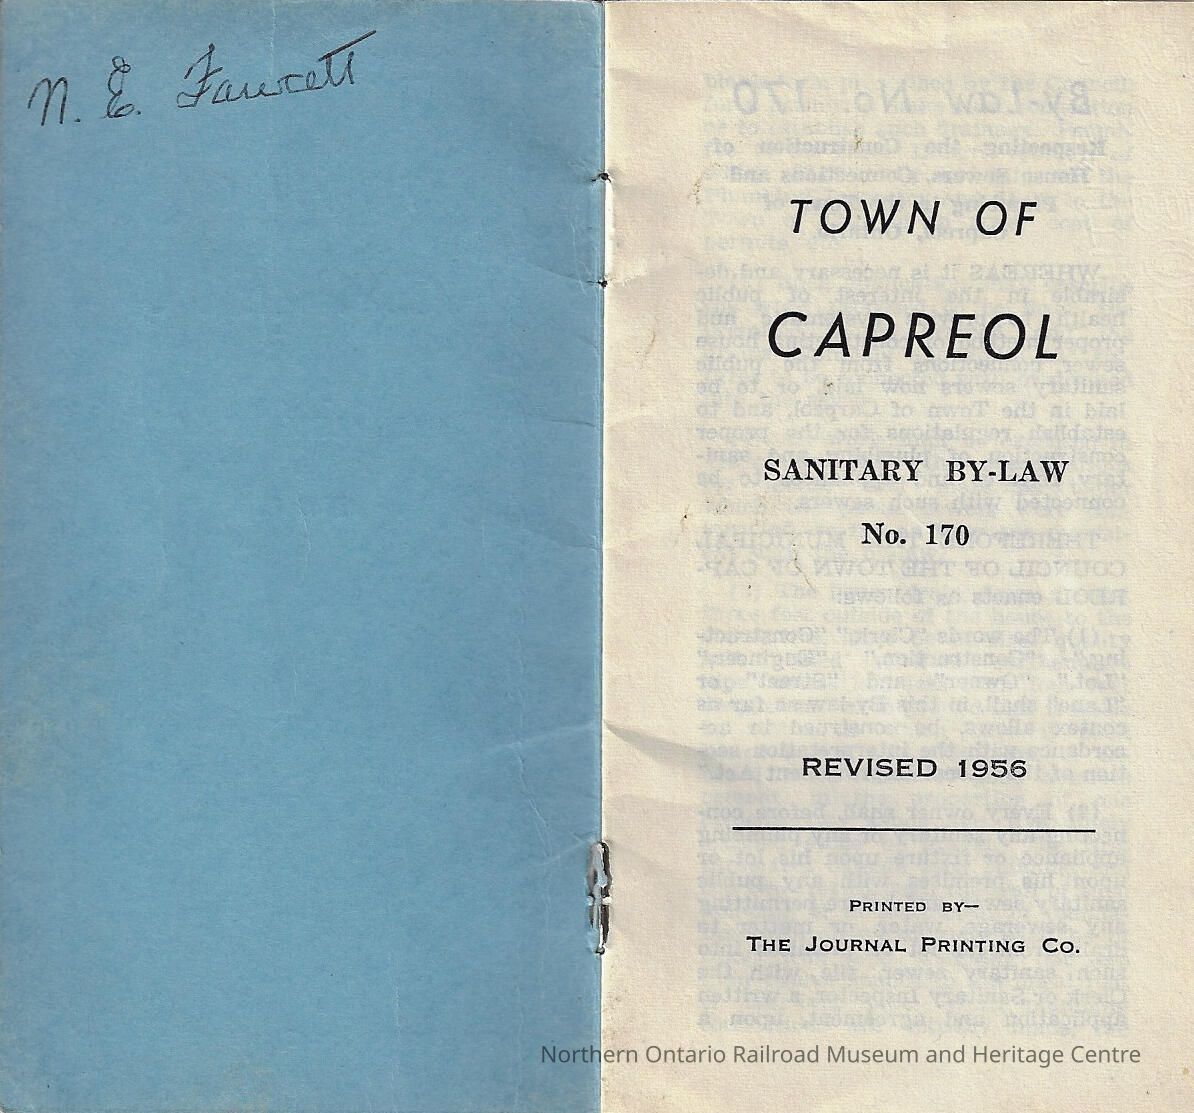 N. E. Fawcett
TOWN OF
CAPREOL
SANITARY BY-LAW
No. 170
REVISED 1956
PRINTED BY—
THE JOURNAL PRINTING CO.
Northern Ontario Railroad Museum and Heritage Centre